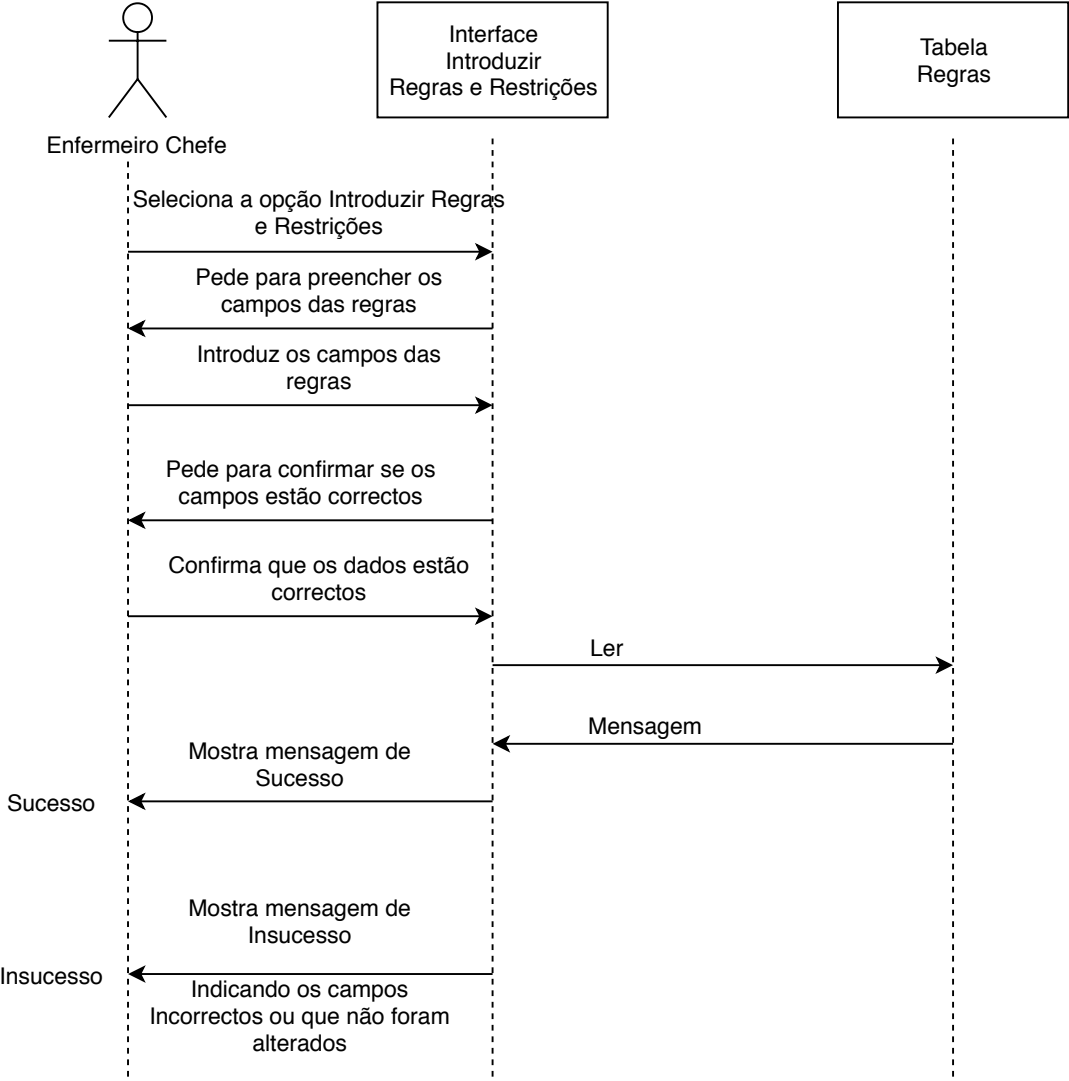 Interface
Introduzir
Regras e Restrições
Tabela
Regras
Enfermeiro Chefe
Seleciona a opção Introduzir Regras
e Restrições
Pede para preencher os
campos das regras
Introduz os campos das
regras
Pede para confirmar se os
campos estão correctos
Confirma que os dados estão
correctos
Ler
Mensagem
Mostra mensagem de
Sucesso
Sucesso
Mostra mensagem de
Insucesso
Insucesso
Indicando os campos
Incorrectos ou que não foram
alterados